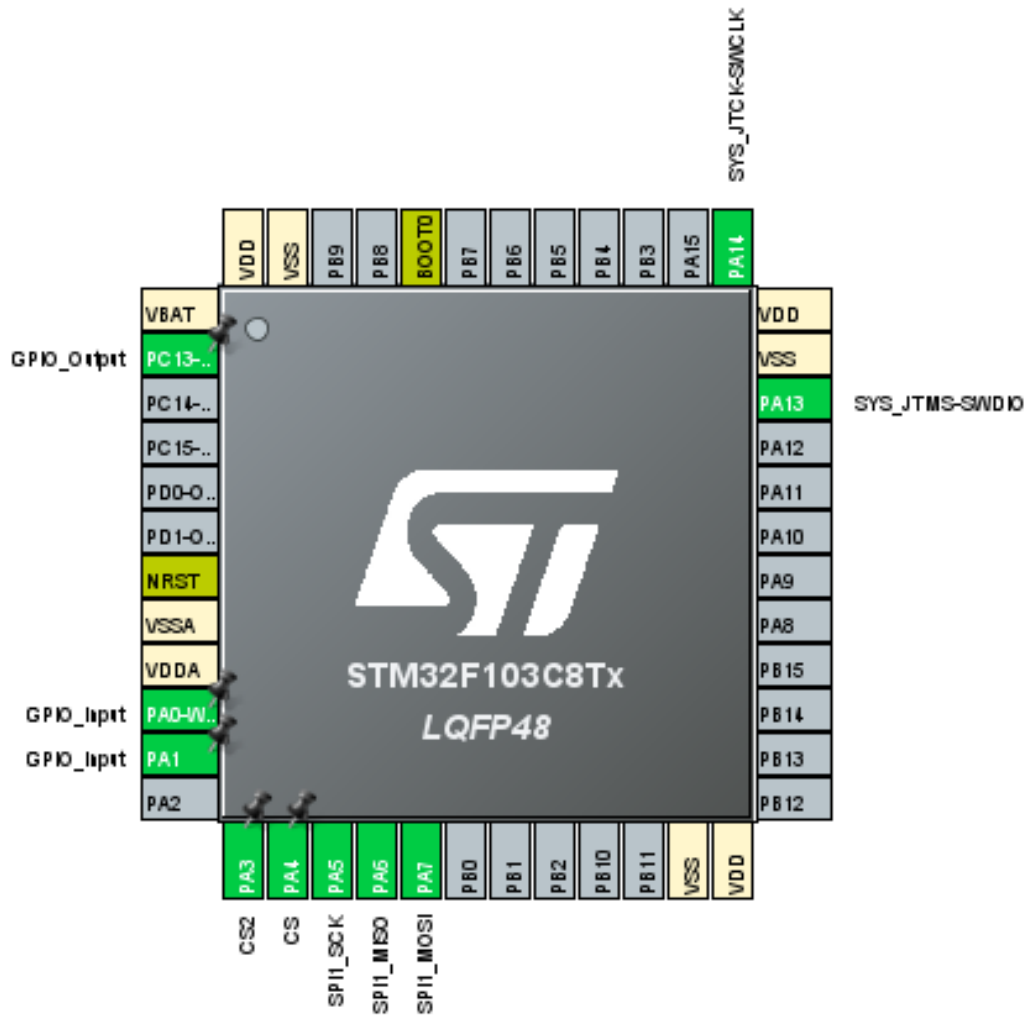 SYS_JTCK-SWCLK
VDD
VSS
PB9
PB8
BOOT0
PB7
PB6
PB5
PB4
PB3
PA15
PA14
VBAT
GPIO_Output PC13-..
PC14-..
PC15-..
PD0-O..
PD1-O..
NRST
VSSA
VDDA
GPIO_Input PA0-W..
GPIO_Input PA1
PA2
VDD
VSS
PA13 SYS_JTMS-SWDIO
PA12
PA11
PA10
PA9
PA8
PB15
PB14
PB13
PB12
ST
STM32F103C8Tx
LQFP48
PA3
PA4
PA5
PA6
PA7
PB0
PB1
PB2
PB10
PB11
VSS
VDD
CS2
CS
SPI1_SCK
SPI1_MISO
SPI1_MOSI